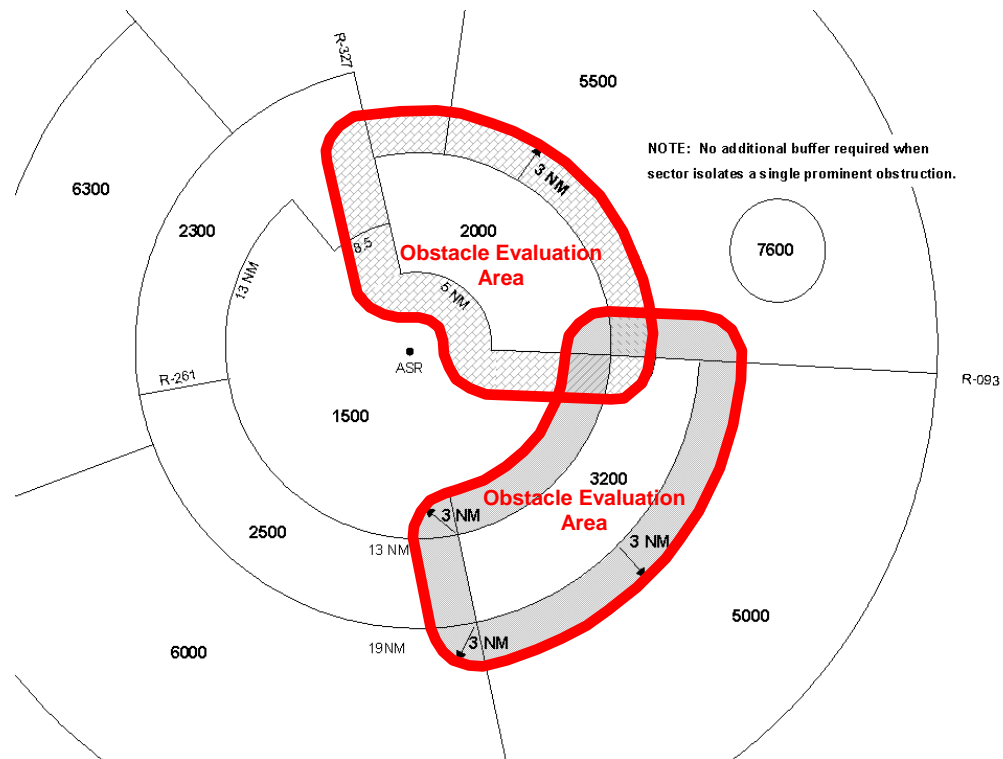 R-327
5500
NOTE: No additional buffer required when
sector isolates a single prominent obstruction.
3 NM
6300
2300
2000
8.5
Obstacle Evaluation
Area
7600
13 NM
5 NM
ASR
R-261
R-093
1500
3200
Obstacle Evaluation
Area
3 NM
2500
13 NM
3 NM
5000
19NM
3 NM
6000